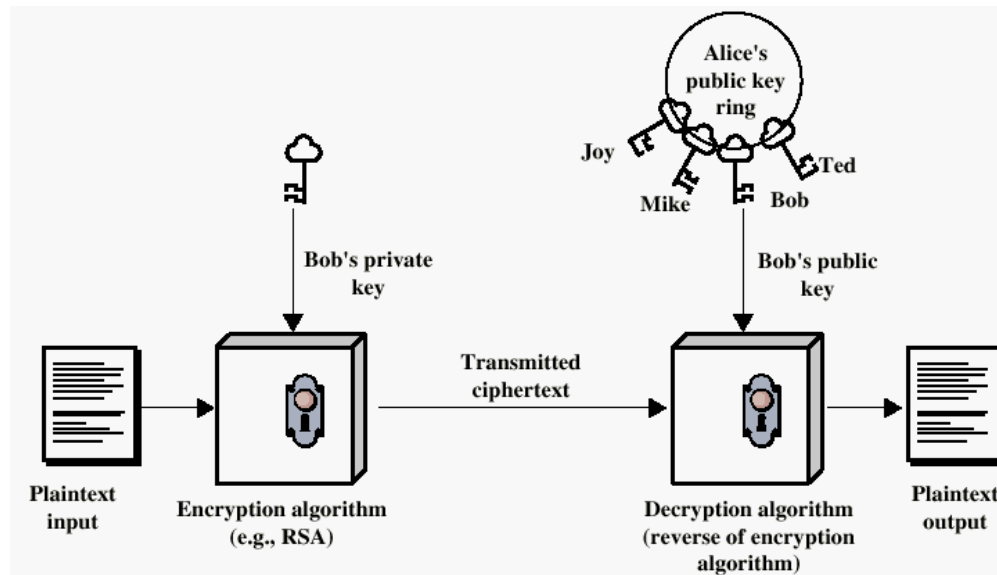 Alice's
public key
ring
Joy
Mike
Bob
Ted
Bob's private
key
Bob's public
key
Transmitted
ciphertext
Plaintext
input
Encryption algorithm
(e.g., RSA)
Decryption algorithm
(reverse of encryption
algorithm)
Plaintext
output